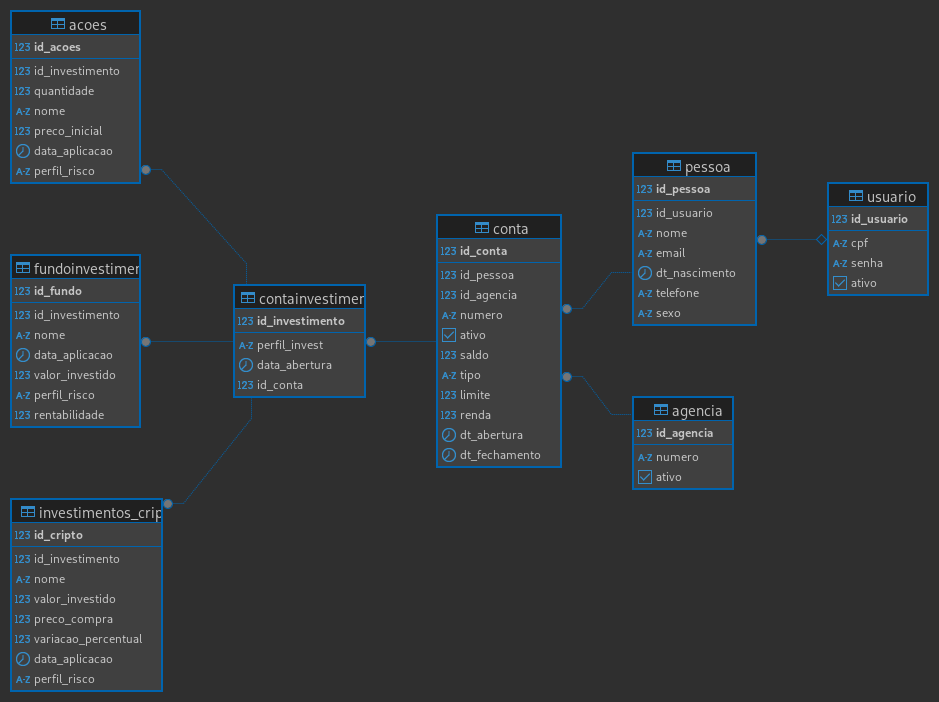 acoes
123 id_acoes
123 id_investimento
123 quantidade
A-Z nome
123 preco_inicial
data_aplicacao
A-Z perfil_risco
fundoinvestimer
123 id_fundo
123 id_investimento
A-Z nome
data_aplicacao
123 valor_investido
A-Z perfil_risco
123 rentabilidade
investimentos_crip
123 id_cripto
123 id_investimento
A-Z nome
123 valor_investido
123 preco_compra
123 variacao_percentual
data_aplicacao
A-Z perfil_risco
containvestimer
123 id_investimento
A-Z perfil_invest
data_abertura
123 id_conta
conta
123 id_conta
123 id_pessoa
123 id_agencia
A-Z numero
ativo
123 saldo
A-Z tipo
123 limite
123 renda
dt_abertura
dt_fechamento
pessoa
123 id_pessoa
123 id_usuario
A-Z nome
A-Z email
dt_nascimento
A-Z telefone
A-Z sexo
agencia
123 id_agencia
A-Z numero
ativo
usuario
123 id_usuario
A-Z cpf
A-Z senha
ativo